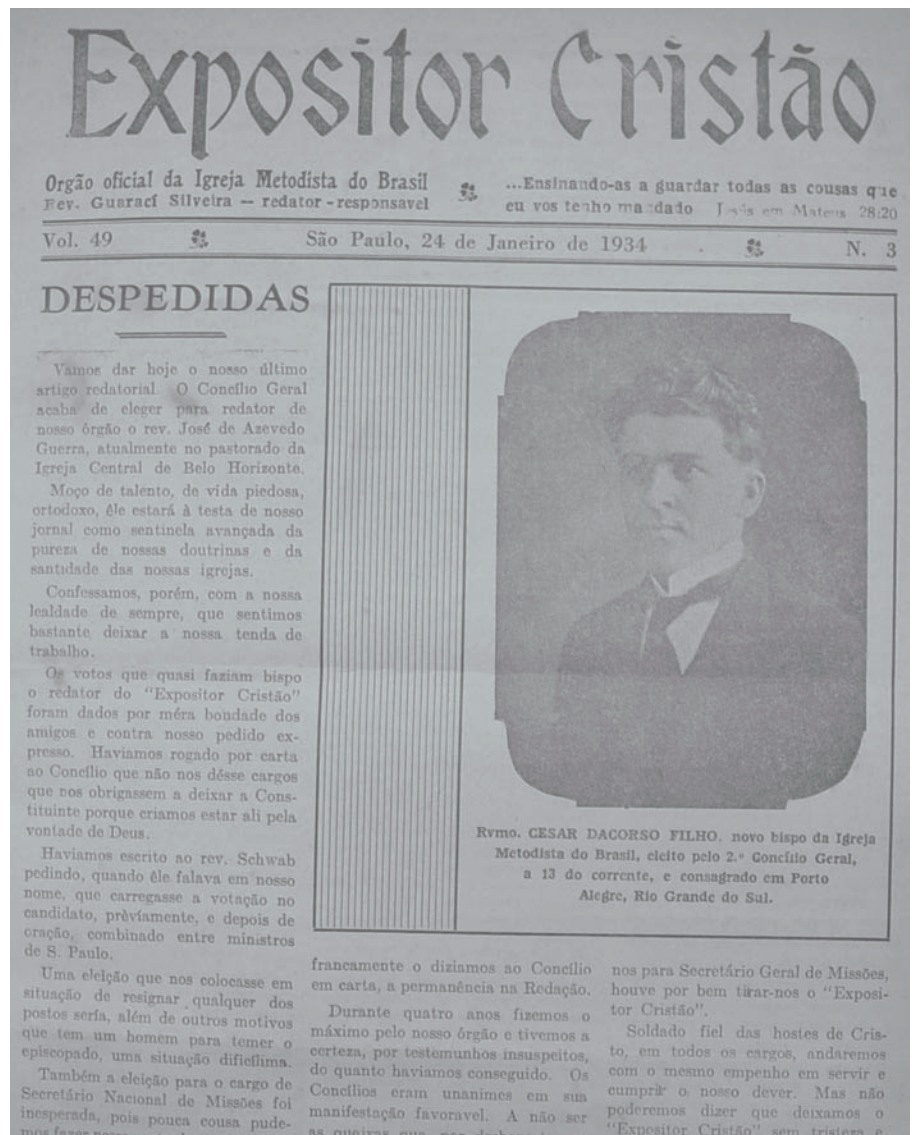 Expositor Cristão
Orgão oficial da Igreja Metodista do Brasil
Rev. Guaracÿ Silveira — redator-responsavel
...Ensinando-as a guardar todas as cousas que
eu vos tenho mandado Jesús em Mateus 28:20
Vol. 49
São Paulo, 24 de Janeiro de 1934
N. 3
DESPEDIDAS
Vamos dar hoje o nosso último
artigo redatorial. O Concílio Geral
acaba de eleger para redator de
nosso órgão o rev. José de Azevedo
Guerra, atualmente no pastorado da
Igreja Central de Belo Horizonte.
Moço de talento, de vida piedosa,
ortodoxo, êle estará à testa de nosso
jornal como sentinela avançada da
pureza de nossas doutrinas e da
santidade das nossas igrejas.
Confessamos, porém, com a nossa
lealdade de sempre, que sentimos
bastante deixar a nossa tenda de
trabalho.
Os votos que quasi faziam bispo
o redator do "Expositor Cristão"
foram dados por méra bondade dos
amigos e contra nosso pedido ex-
presso. Haviamos rogado por carta
ao Concílio que não nos désse cargos
que nos obrigassem a deixar a Cons-
tituinte porque criamos estar ali pela
vontade de Deus.
Haviamos escrito ao rev. Schwab
pedindo, quando êle falava em nosso
nome, que carregasse a votação no
candidato, prèviamente, e depois de
oração, combinado entre ministros
de S. Paulo.
Uma eleição que nos colocasse em
situação de resignar qualquer dos
postos sería, além de outros motivos
que tem um homem para temer o
episcopado, uma situação dificílima.
Também a eleição para o cargo de
Secretário Nacional de Missões foi
inesperada, pois pouca cousa pude-
mos fazer
Rvmo. CESAR DACORSO FILHO. novo bispo da Igreja
Metodista do Brasil, eleito pelo 2.º Concílio Geral,
a 13 do corrente, e consagrado em Porto
Alegre, Rio Grande do Sul.
francamente o diziamos ao Concílio
em carta, a permanência na Redação.
Durante quatro anos fizemos o
máximo pelo nosso órgão e tivemos a
certeza, por testemunhos insuspeitos,
do quanto haviamos conseguido. Os
Concílios eram unanimes em sua
manifestação favoravel. A não ser
as queixas que, por
nos para Secretário Geral de Missões,
houve por bem tirar-nos o "Exposi-
tor Cristão".
Soldado fiel das hostes de Cris-
to, em todos os cargos, andaremos
com o mesmo empenho em servir e
cumprir o nosso dever. Mas não
poderemos dizer que deixamos o
"Expositor Cristão" sem tristeza e